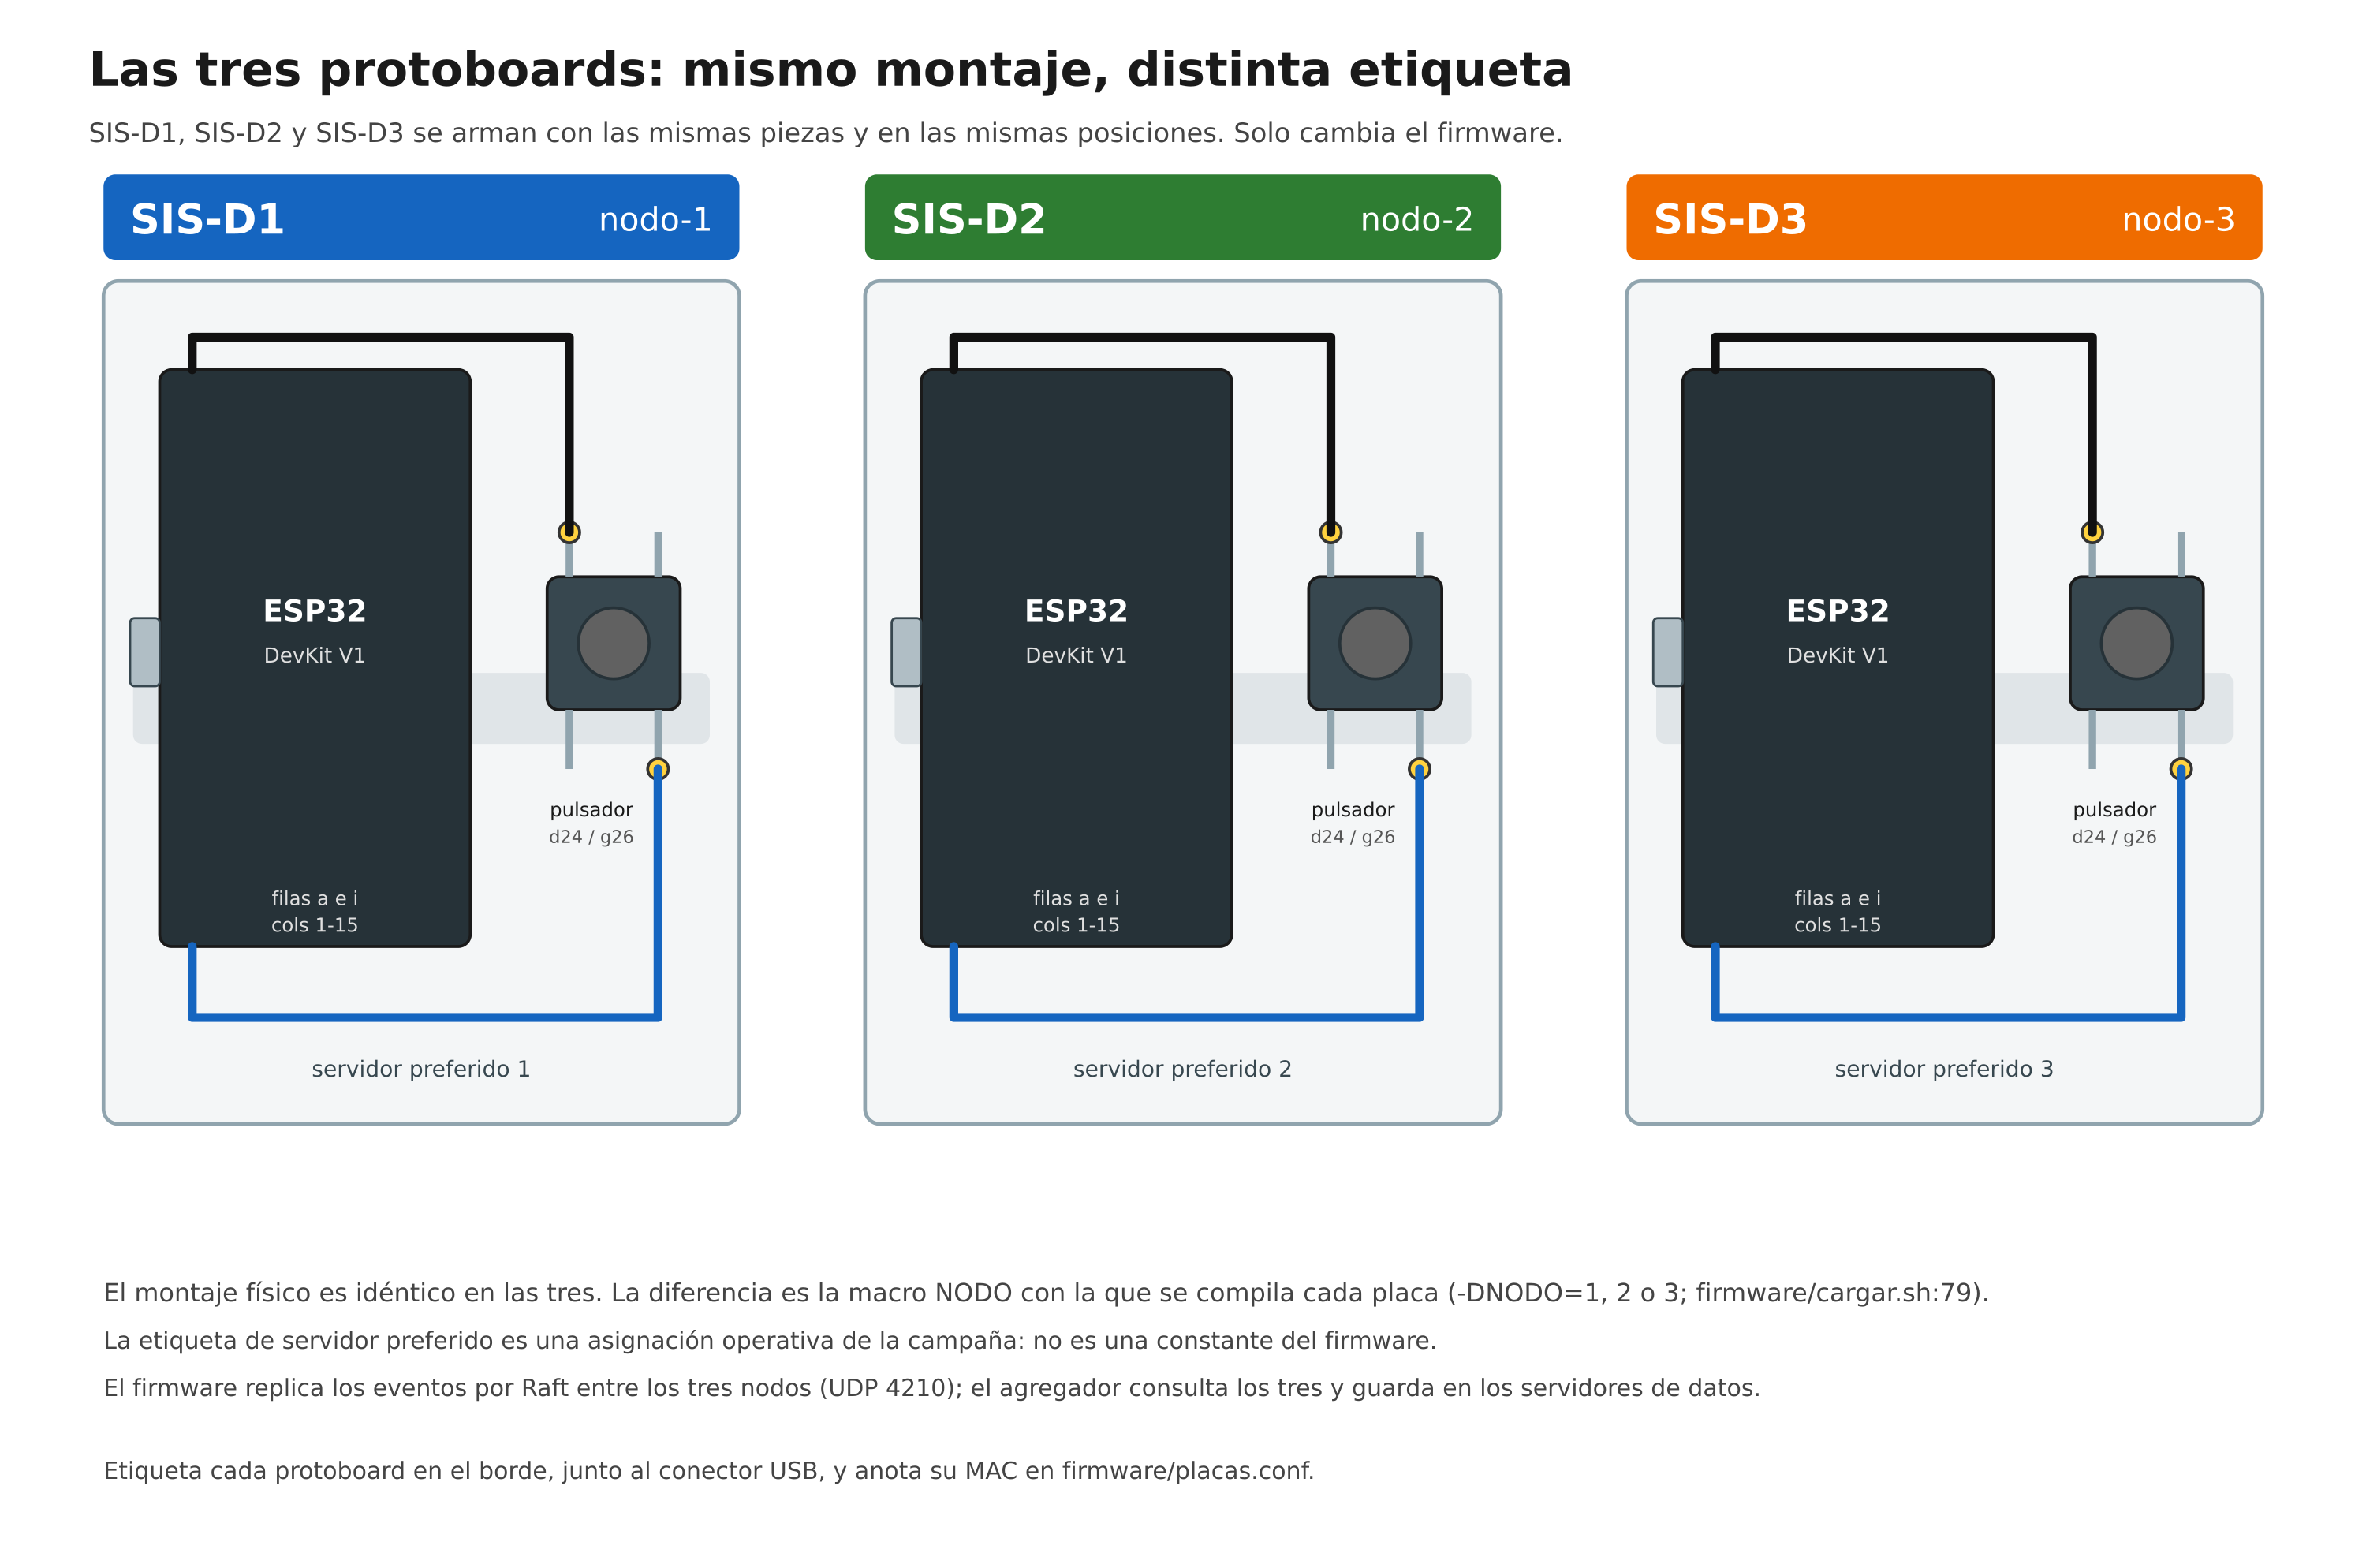 Las tres protoboards: mismo montaje, distinta etiqueta
SIS-D1, SIS-D2 y SIS-D3 se arman con las mismas piezas y en las mismas posiciones. Solo cambia el firmware.
SIS-D1
nodo-1
ESP32
DevKit V1
pulsador
d24 / g26
filas a e i
cols 1-15
servidor preferido 1
SIS-D2
nodo-2
ESP32
DevKit V1
pulsador
d24 / g26
filas a e i
cols 1-15
servidor preferido 2
SIS-D3
nodo-3
ESP32
DevKit V1
pulsador
d24 / g26
filas a e i
cols 1-15
servidor preferido 3
El montaje físico es idéntico en las tres. La diferencia es la macro NODO con la que se compila cada placa (-DNODO=1, 2 o 3; firmware/cargar.sh:79).
La etiqueta de servidor preferido es una asignación operativa de la campaña: no es una constante del firmware.
El firmware replica los eventos por Raft entre los tres nodos (UDP 4210); el agregador consulta los tres y guarda en los servidores de datos.
Etiqueta cada protoboard en el borde, junto al conector USB, y anota su MAC en firmware/placas.conf.